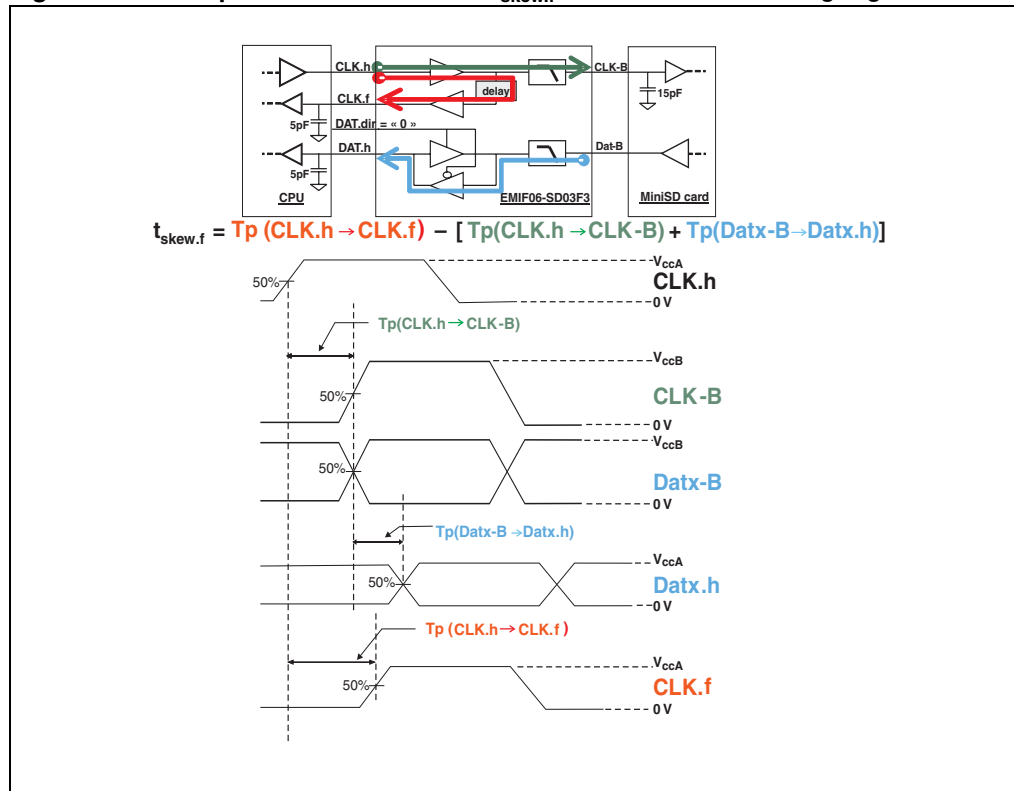 CLK.h
CLK-B
delay
CLK.f
15pF
5pF
DAT.dir = « 0 »
DAT.h
Dat-B
5pF
CPU
EMIF06-SD03F3
MiniSD card
tskew.f = Tp (CLK.h → CLK.f) - [ Tp(CLK.h → CLK-B) + Tp(Datx-B→Datx.h)]
VccA
50%
CLK.h
0 V
Tp(CLK.h → CLK-B)
VccB
50%
CLK-B
0 V
VccB
50%
Datx-B
0 V
Tp(Datx-B →Datx.h)
VccA
50%
Datx.h
0 V
Tp (CLK.h→CLK.f )
VccA
50%
CLK.f
0 V